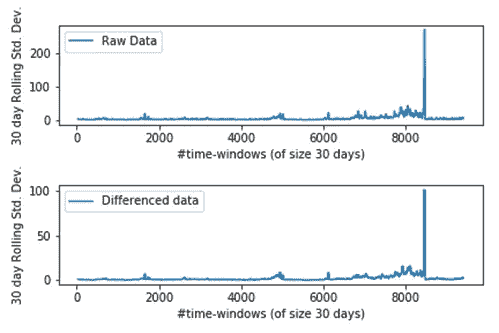 30 day Rolling Std. Dev.
200
100
0
Raw Data
0 2000 4000 6000 8000
#time-windows (of size 30 days)
30 day Rolling Std. Dev.
100
50
0
Differenced data
0 2000 4000 6000 8000
#time-windows (of size 30 days)